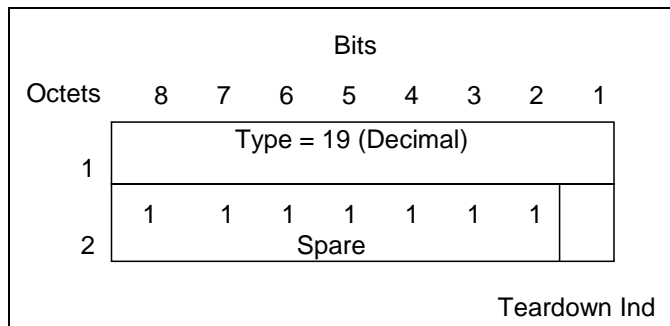 Bits
Octets 8 7 6 5 4 3 2 1
Type = 19 (Decimal)
1
1 1 1 1 1 1 1
2 Spare
Teardown Ind